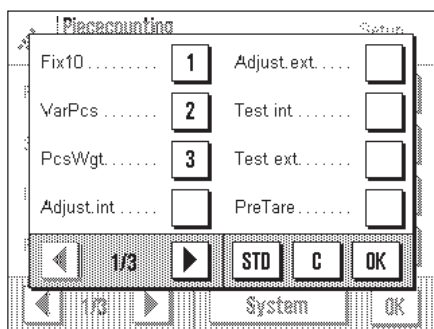 Piececounting Setup
Fix10 ......... 1 Adjust.ext.....
VarPcs ....... 2 Test int ........
PcsWgt....... 3 Test ext........
Adjust.int ..... PreTare.......
1/3 STD C OK
1/3 System OK